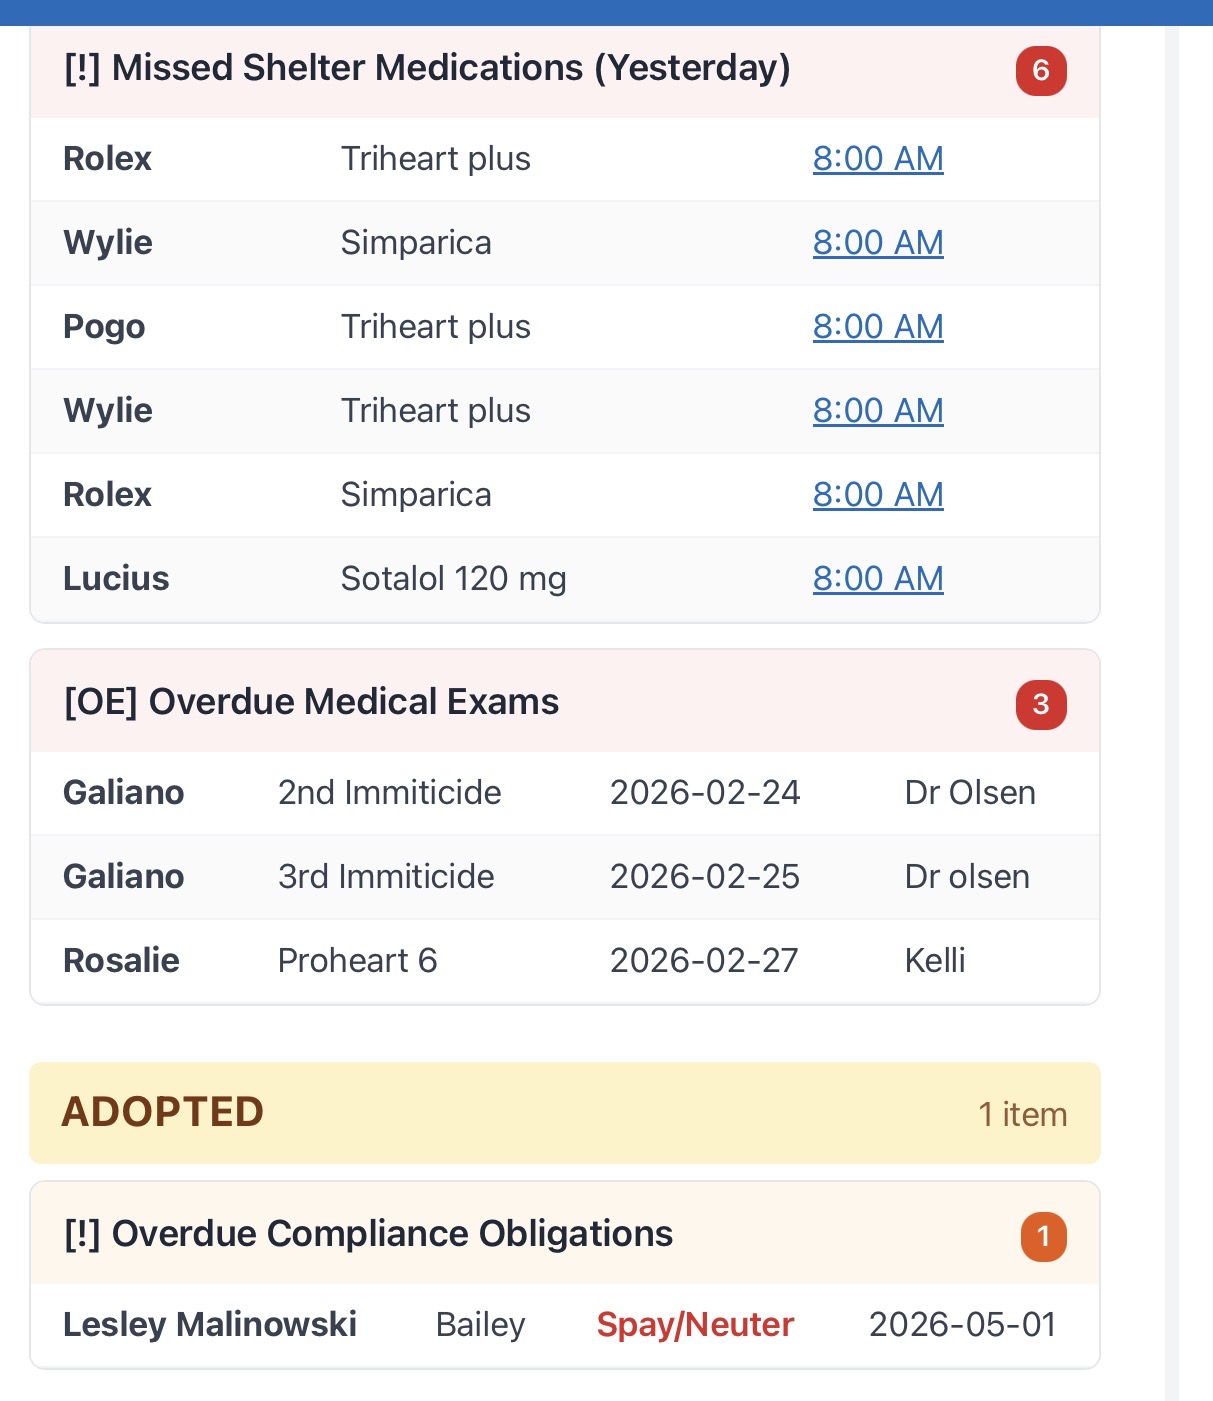 [!] Missed Shelter Medications (Yesterday) 6
Rolex Triheart plus 8:00 AM
Wylie Simparica 8:00 AM
Pogo Triheart plus 8:00 AM
Wylie Triheart plus 8:00 AM
Rolex Simparica 8:00 AM
Lucius Sotalol 120 mg 8:00 AM
[OE] Overdue Medical Exams 3
Galiano 2nd Immiticide 2026-02-24 Dr Olsen
Galiano 3rd Immiticide 2026-02-25 Dr olsen
Rosalie Proheart 6 2026-02-27 Kelli
ADOPTED 1 item
[!] Overdue Compliance Obligations 1
Lesley Malinowski Bailey Spay/Neuter 2026-05-01